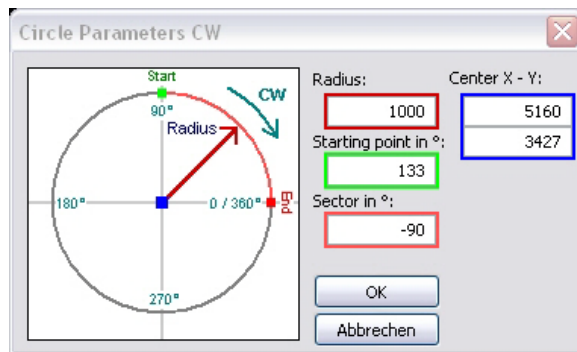 Circle Parameters CW
Start
CW
90°
Radius
180°
0 / 360°
End
270°
Radius:
1000
Starting point in °:
133
Sector in °:
-90
Center X - Y:
5160
3427
OK
Abbrechen